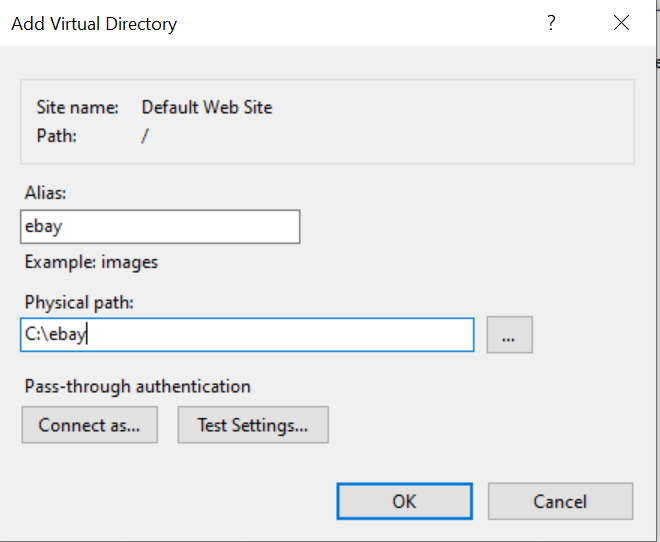 Add Virtual Directory ?
Site name: Default Web Site
Path: /
Alias:
ebay
Example: images
Physical path:
C:\ebay
...
Pass-through authentication
Connect as... Test Settings...
OK Cancel